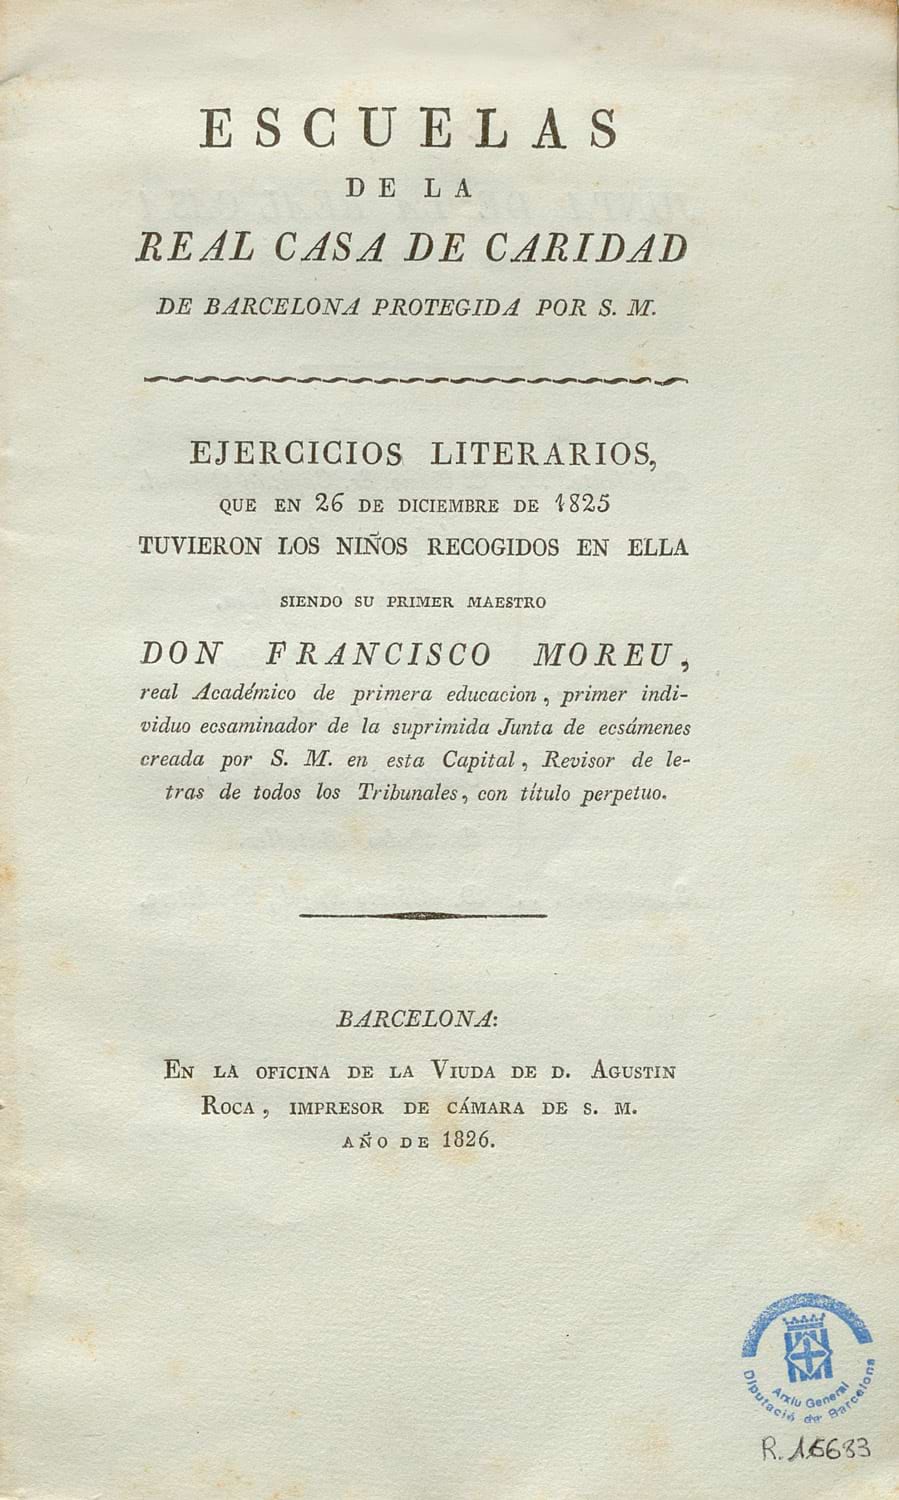 ESCUELAS
DE LA
REAL CASA DE CARIDAD
DE BARCELONA PROTEGIDA POR S. M.
EJERCICIOS LITERARIOS,
QUE EN 26 DE DICIEMBRE DE 1825
TUVIERON LOS NIÑOS RECOGIDOS EN ELLA
SIENDO SU PRIMER MAESTRO
DON FRANCISCO MOREU,
real Académico de primera educacion, primer indi-
viduo ecsaminador de la suprimida Junta de ecsámenes
creada por S. M. en esta Capital, Revisor de le-
tras de todos los Tribunales, con título perpetuo.
BARCELONA:
EN LA OFICINA DE LA VIUDA DE D. AGUSTIN
ROCA, IMPRESOR DE CÁMARA DE S. M.
AÑO DE 1826.
Arxiu General
Diputació de Barcelona
R. 16683